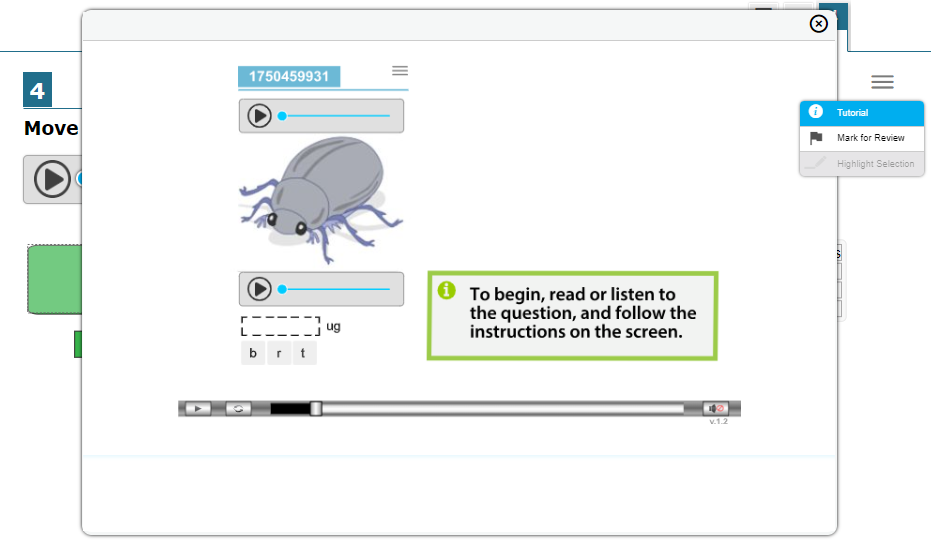 4
Move
Tutorial
Mark for Review
Highlight Selection
1750459931
To begin, read or listen to
the question, and follow the
instructions on the screen.
ug
b r t
v.1.2
s